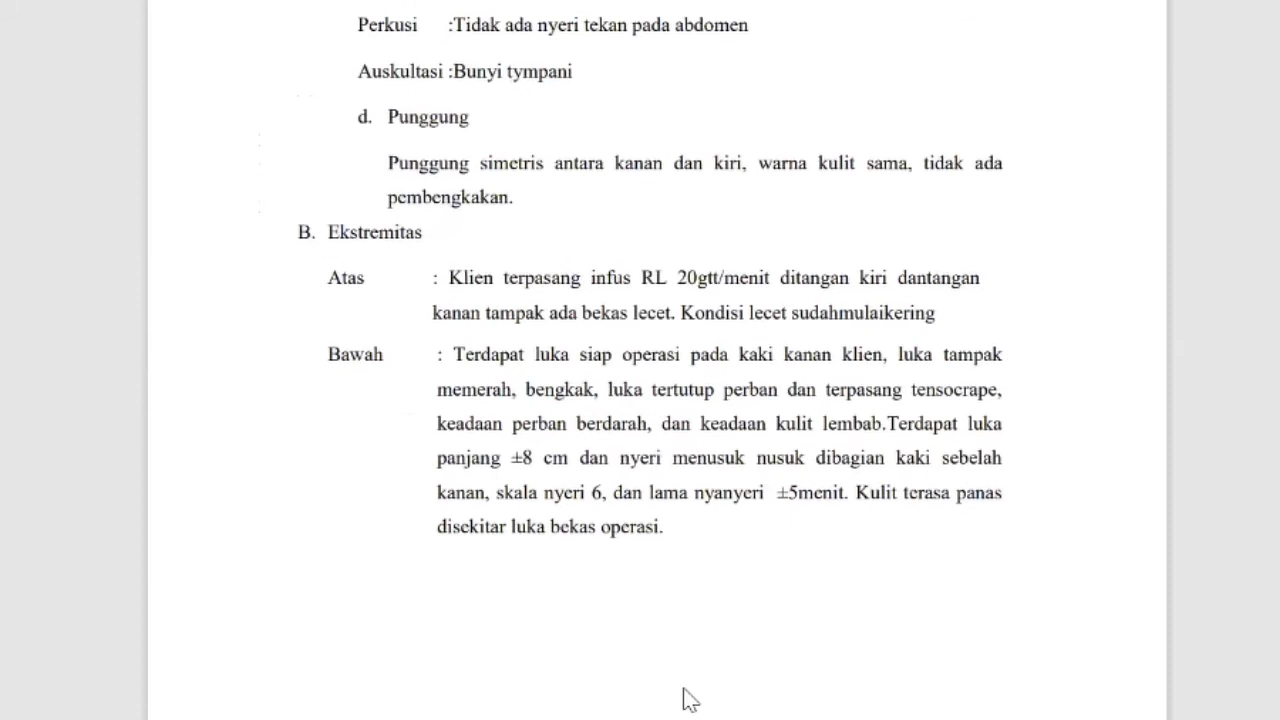 Perkusi :Tidak ada nyeri tekan pada abdomen
Auskultasi :Bunyi tympani
d. Punggung
Punggung simetris antara kanan dan kiri, warna kulit sama, tidak ada
pembengkakan.
B. Ekstremitas
Atas : Klien terpasang infus RL 20gtt/menit ditangan kiri dantangan
kanan tampak ada bekas lecet. Kondisi lecet sudahmulaikering
Bawah : Terdapat luka siap operasi pada kaki kanan klien, luka tampak
memerah, bengkak, luka tertutup perban dan terpasang tensocrape,
keadaan perban berdarah, dan keadaan kulit lembab.Terdapat luka
panjang ±8 cm dan nyeri menusuk nusuk dibagian kaki sebelah
kanan, skala nyeri 6, dan lama nyanyeri ±5menit. Kulit terasa panas
disekitar luka bekas operasi.